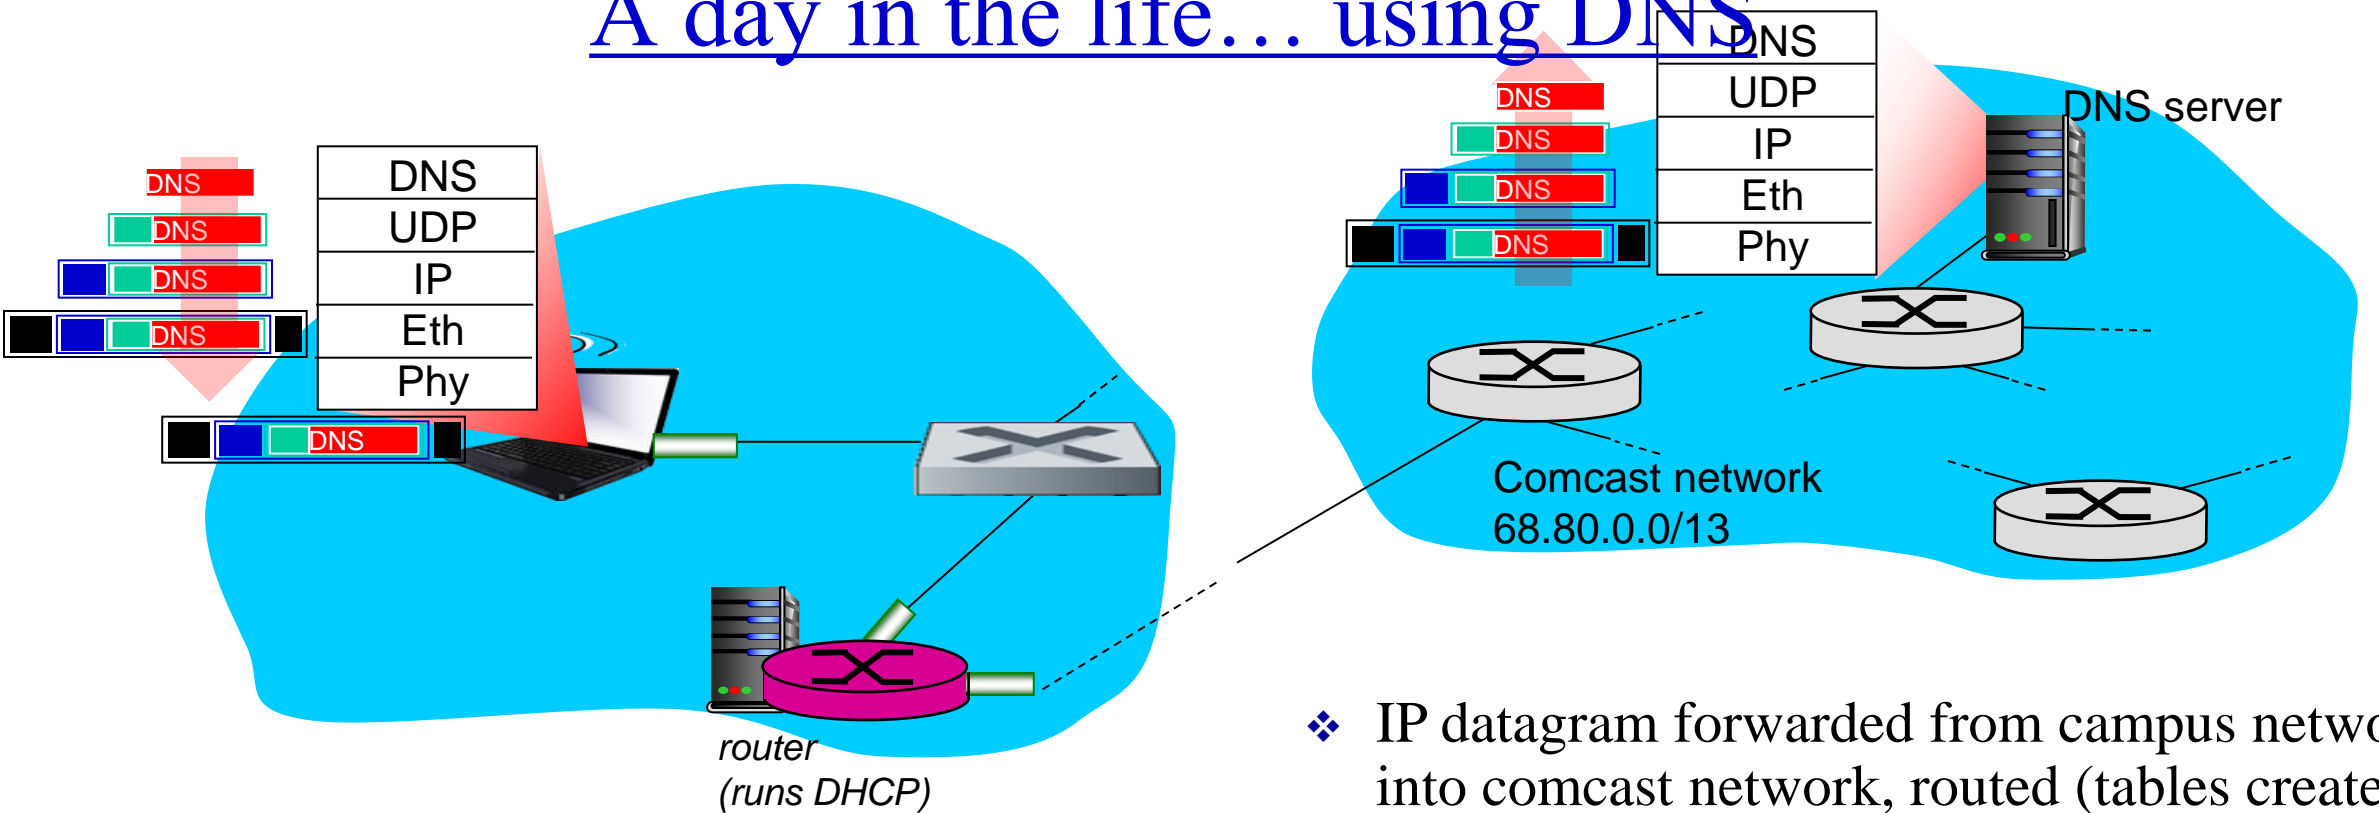 A day in the life… using DNS
DNS
UDP
IP
Eth
Phy
DNS
DNS
DNS
DNS
DNS
DNS
UDP
IP
Eth
Phy
DNS
DNS
DNS
DNS
DNS server
Comcast network
68.80.0.0/13
router
(runs DHCP)
❖ IP datagram forwarded from campus
into comcast network, routed (tables